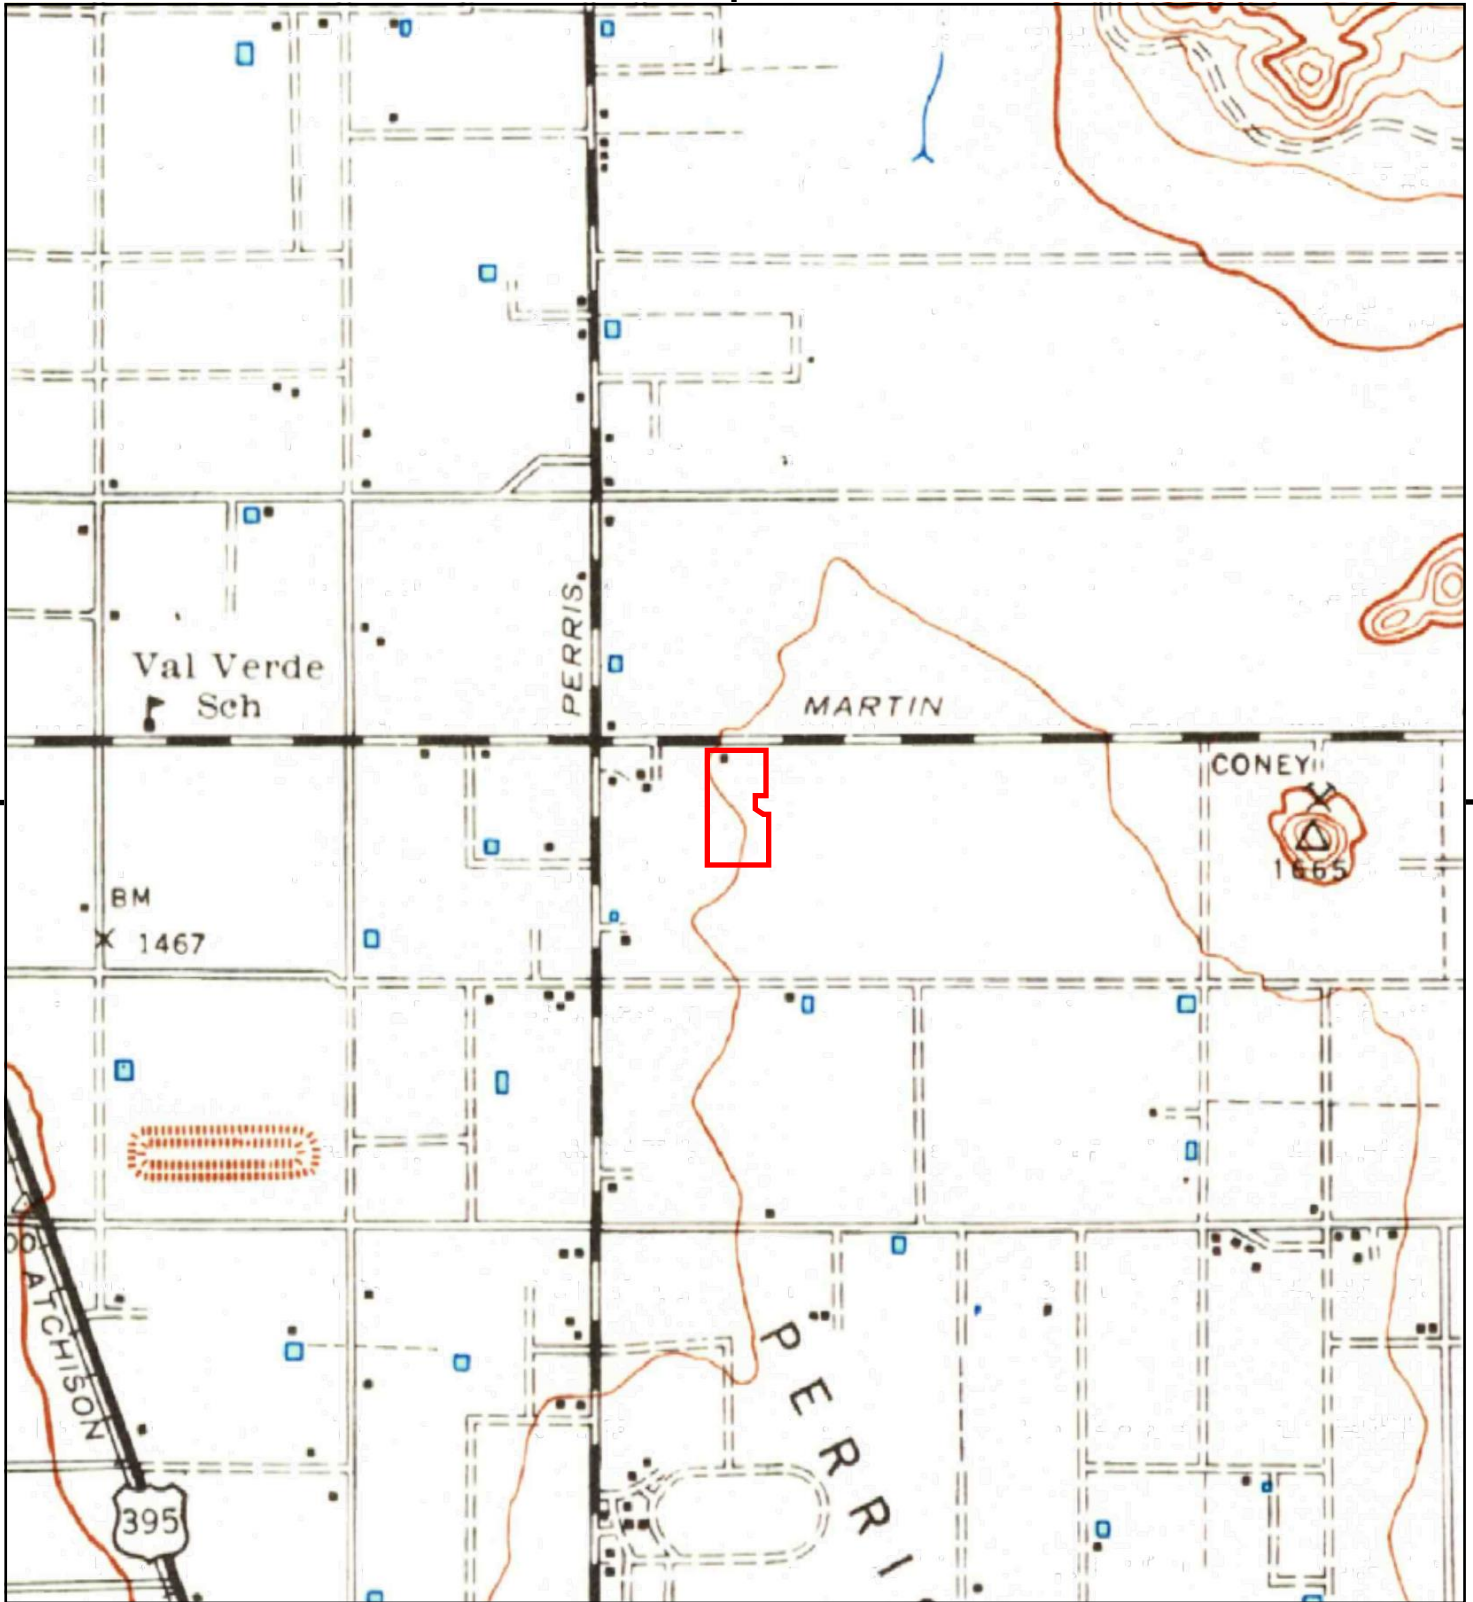 PERRIS
Val Verde
Sch
MARTIN
CONEY
1665
BM
1467
ATCHISON
PERRI
395